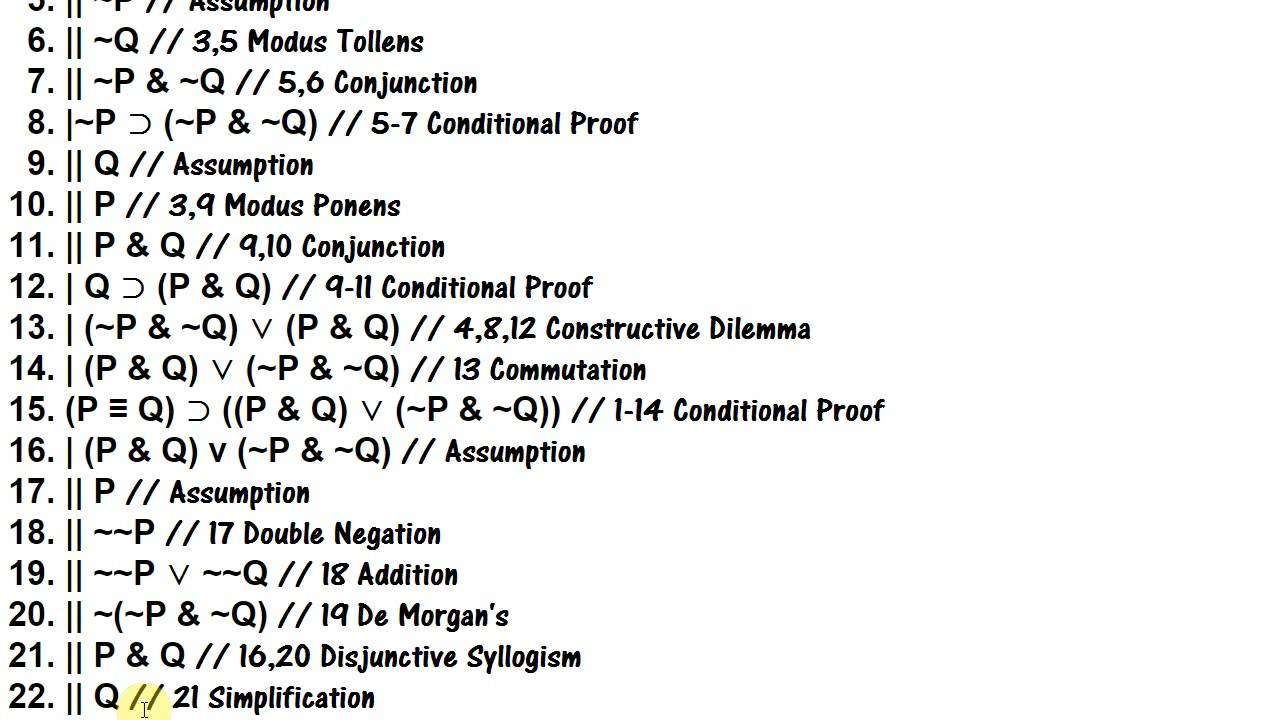 5. || ~P // Assumption
6. || ~Q // 3,5 Modus Tollens
7. || ~P & ~Q // 5,6 Conjunction
8. |~P ⊃ (~P & ~Q) // 5-7 Conditional Proof
9. || Q // Assumption
10. || P // 3,9 Modus Ponens
11. || P & Q // 9,10 Conjunction
12. | Q ⊃ (P & Q) // 9-11 Conditional Proof
13. | (~P & ~Q) ∨ (P & Q) // 4,8,12 Constructive Dilemma
14. | (P & Q) ∨ (~P & ~Q) // 13 Commutation
15. (P ≡ Q) ⊃ ((P & Q) ∨ (~P & ~Q)) // 1-14 Conditional Proof
16. | (P & Q) v (~P & ~Q) // Assumption
17. || P // Assumption
18. || ~~P // 17 Double Negation
19. || ~~P ∨ ~~Q // 18 Addition
20. || ~(~P & ~Q) // 19 De Morgan's
21. || P & Q // 16,20 Disjunctive Syllogism
22. || Q // 21 Simplification